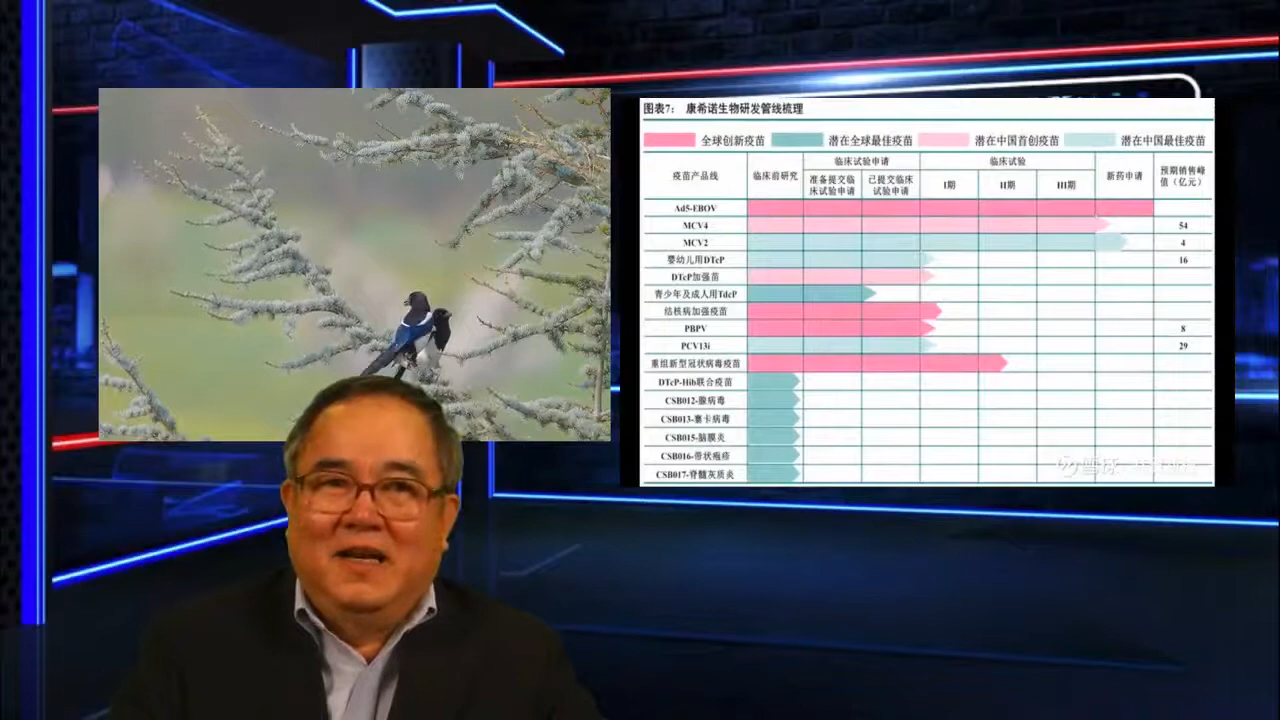 图表7： 康希诺生物研发管线梳理
全球创新疫苗 潜在全球最佳疫苗 潜在中国首创疫苗 潜在中国最佳疫苗
疫苗产品线 临床前研究 临床试验申请 临床试验 新药申请 预期销售峰值（亿元）
准备提交临床试验申请 已提交临床试验申请 I期 II期 III期
Ad5-EBOV
MCV4 54
MCV2 4
婴幼儿用DTcP 16
DTcP加强苗
青少年及成人用TdcP
结核病加强疫苗
PBPV 8
PCV13i 29
重组新型冠状病毒疫苗
DTcP-Hib联合疫苗
CSB012-腺病毒
CSB013-寨卡病毒
CSB015-脑膜炎
CSB016-带状疱疹
CSB017-脊髓灰质炎
雪球